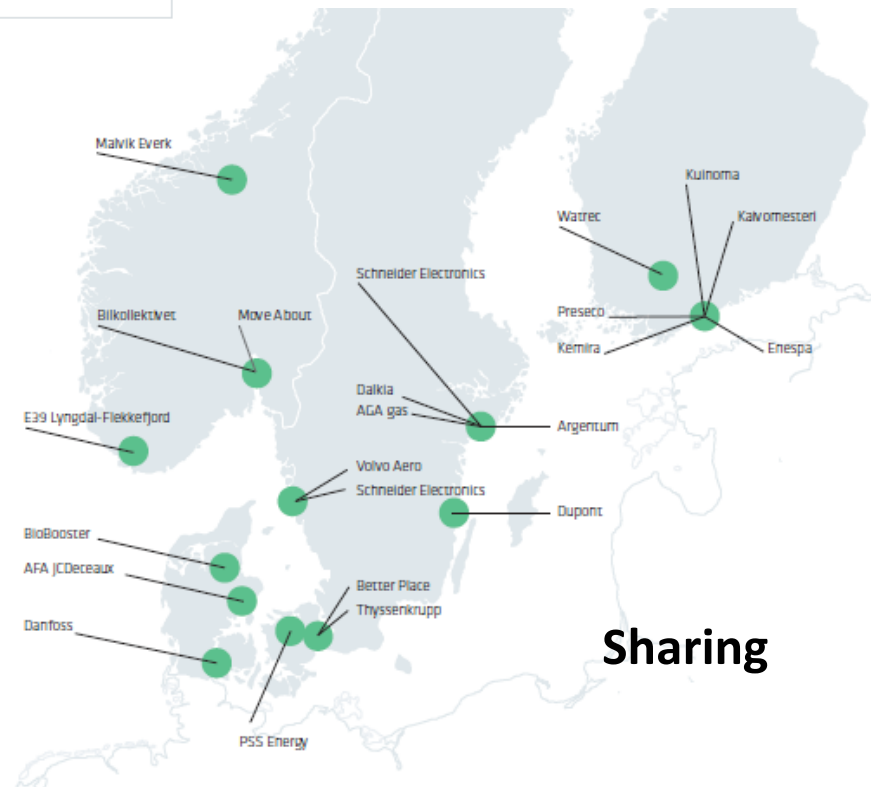 Malvik Everk
Kuinoma
Watrec
Kalvomesteri
Schneider Electronics
Bilkollektivet
Move About
Preseco
Kemira
Enespa
Dalkia
AGA gas
E39 Lyngdal-Flekkefjord
Argentum
Volvo Aero
Schneider Electronics
Dupont
BioBooster
AFA JCDeceaux
Better Place
Thyssenkrupp
Danfoss
Sharing
PSS Energy